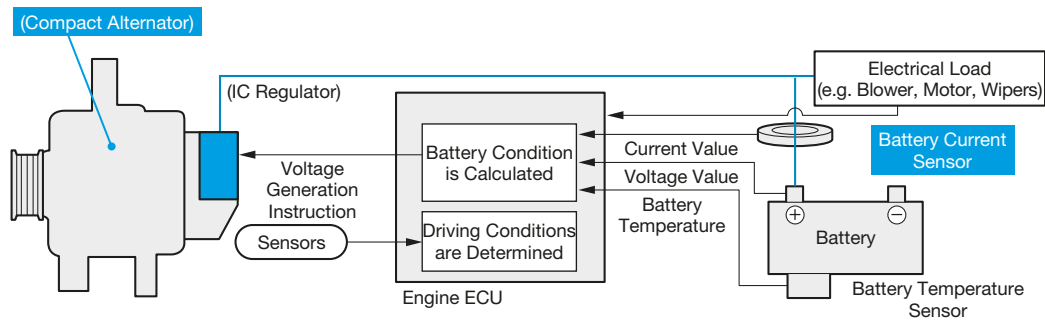 (Compact Alternator)
(IC Regulator)
Electrical Load
(e.g. Blower, Motor, Wipers)
Battery Current
Sensor
Battery Condition
is Calculated
Current Value
Voltage Value
Battery
Temperature
Voltage
Generation
Instruction
Sensors
Driving Conditions
are Determined
Engine ECU
+
−
Battery
Battery Temperature
Sensor